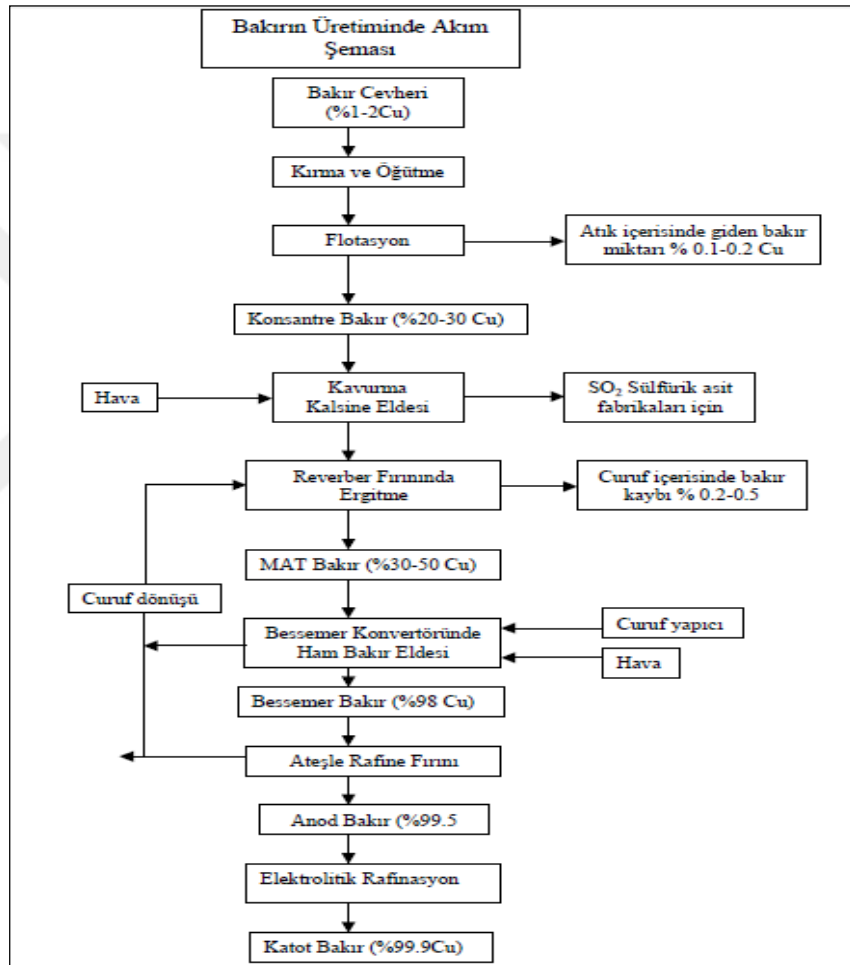 Bakırın Üretiminde Akım
Şeması
Bakır Cevheri
(%1-2Cu)
Kırma ve Öğütme
Flotasyon
Atık içerisinde giden bakır
miktarı % 0.1-0.2 Cu
Konsantre Bakır (%20-30 Cu)
Hava
Kavurma
Kalsine Eldesi
SO₂ Sülfürik asit
fabrikaları için
Reverber Fırınında
Ergitme
Curuf içerisinde bakır
kaybı % 0.2-0.5
MAT Bakır (%30-50 Cu)
Curuf dönüşü
Bessemer Konvertöründe
Ham Bakır Eldesi
Curuf yapıcı
Hava
Bessemer Bakır (%98 Cu)
Ateşle Rafine Fırını
Anod Bakır (%99.5
Elektrolitik Rafinasyon
Katot Bakır (%99.9Cu)